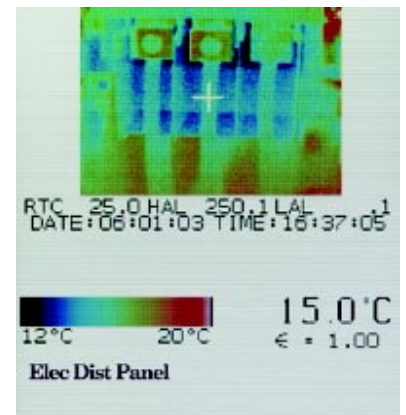 RTC 25.0 HAL 250.1 LAL .1
DATE:06:01:03 TIME:16:37:05
15.0°C
12°C 20°C € = 1.00
Elec Dist Panel